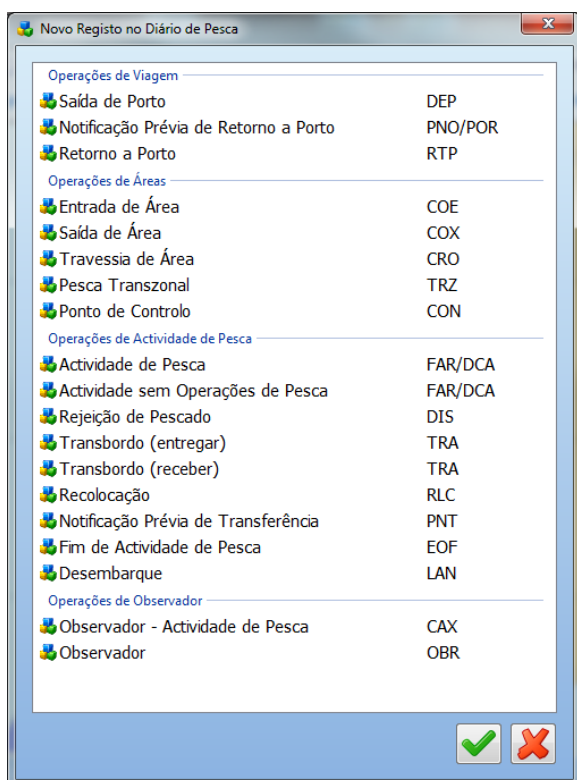 Novo Registo no Diário de Pesca
Operações de Viagem
Saída de Porto DEP
Notificação Prévia de Retorno a Porto PNO/POR
Retorno a Porto RTP
Operações de Áreas
Entrada de Área COE
Saída de Área COX
Travessia de Área CRO
Pesca Transzonal TRZ
Ponto de Controlo CON
Operações de Actividade de Pesca
Actividade de Pesca FAR/DCA
Actividade sem Operações de Pesca FAR/DCA
Rejeição de Pescado DIS
Transbordo (entregar) TRA
Transbordo (receber) TRA
Recolocação RLC
Notificação Prévia de Transferência PNT
Fim de Actividade de Pesca EOF
Desembarque LAN
Operações de Observador
Observador - Actividade de Pesca CAX
Observador OBR